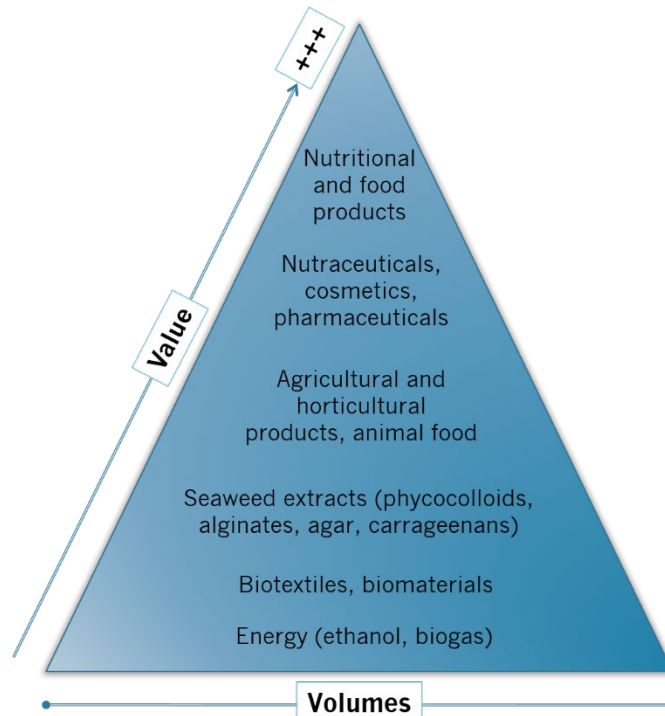 +++
Value
Nutritional
and food
products
Nutraceuticals,
cosmetics,
pharmaceuticals
Agricultural and
horticultural
products, animal food
Seaweed extracts (phycocolloids,
alginates, agar, carrageenans)
Biotextiles, biomaterials
Energy (ethanol, biogas)
Volumes